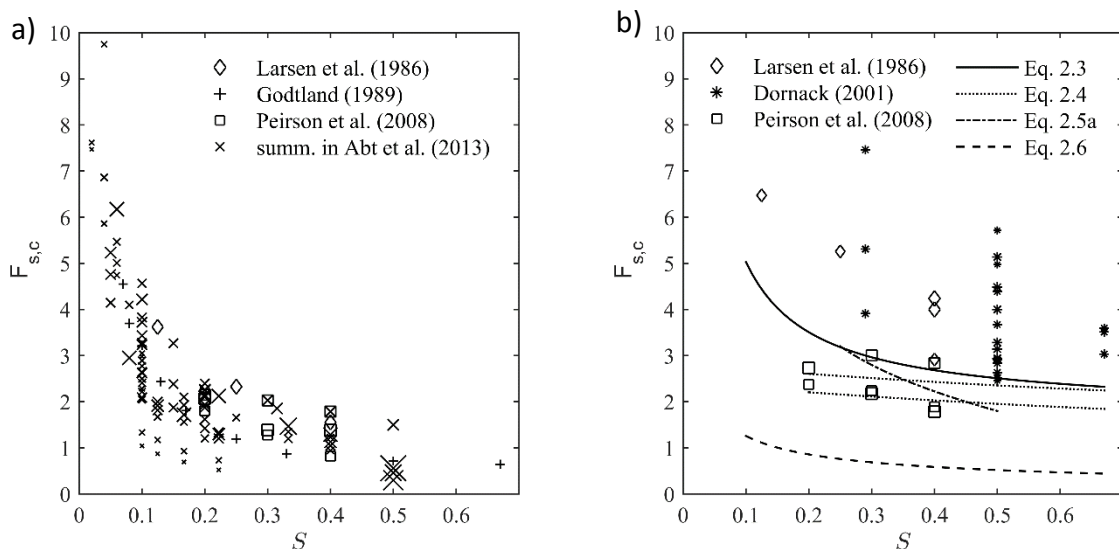 a)
10
9
8
7
6
5
4
3
2
1
0
F s,c
0 0.1 0.2 0.3 0.4 0.5 0.6
S
Larsen et al. (1986)
Godtland (1989)
Peirson et al. (2008)
summ. in Abt et al. (2013)
b)
10
9
8
7
6
5
4
3
2
1
0
F s,c
0 0.1 0.2 0.3 0.4 0.5 0.6
S
Larsen et al. (1986)
Dornack (2001)
Peirson et al. (2008)
Eq. 2.3
Eq. 2.4
Eq. 2.5a
Eq. 2.6